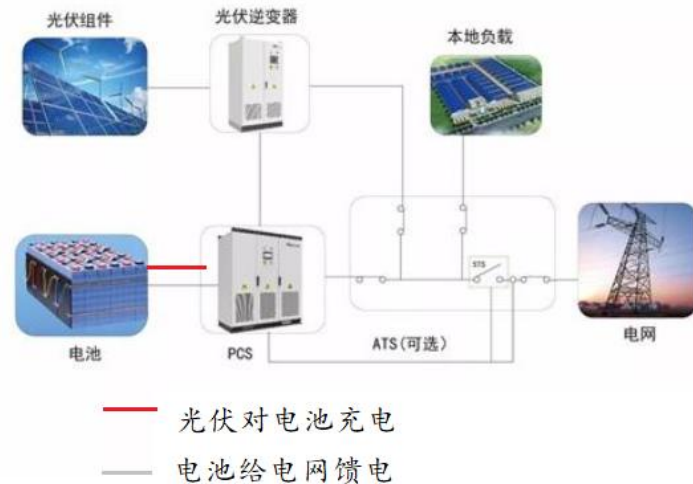 光伏组件
光伏逆变器
本地负载
STS
电池
PCS
ATS(可选)
电网
光伏对电池充电
电池给电网馈电